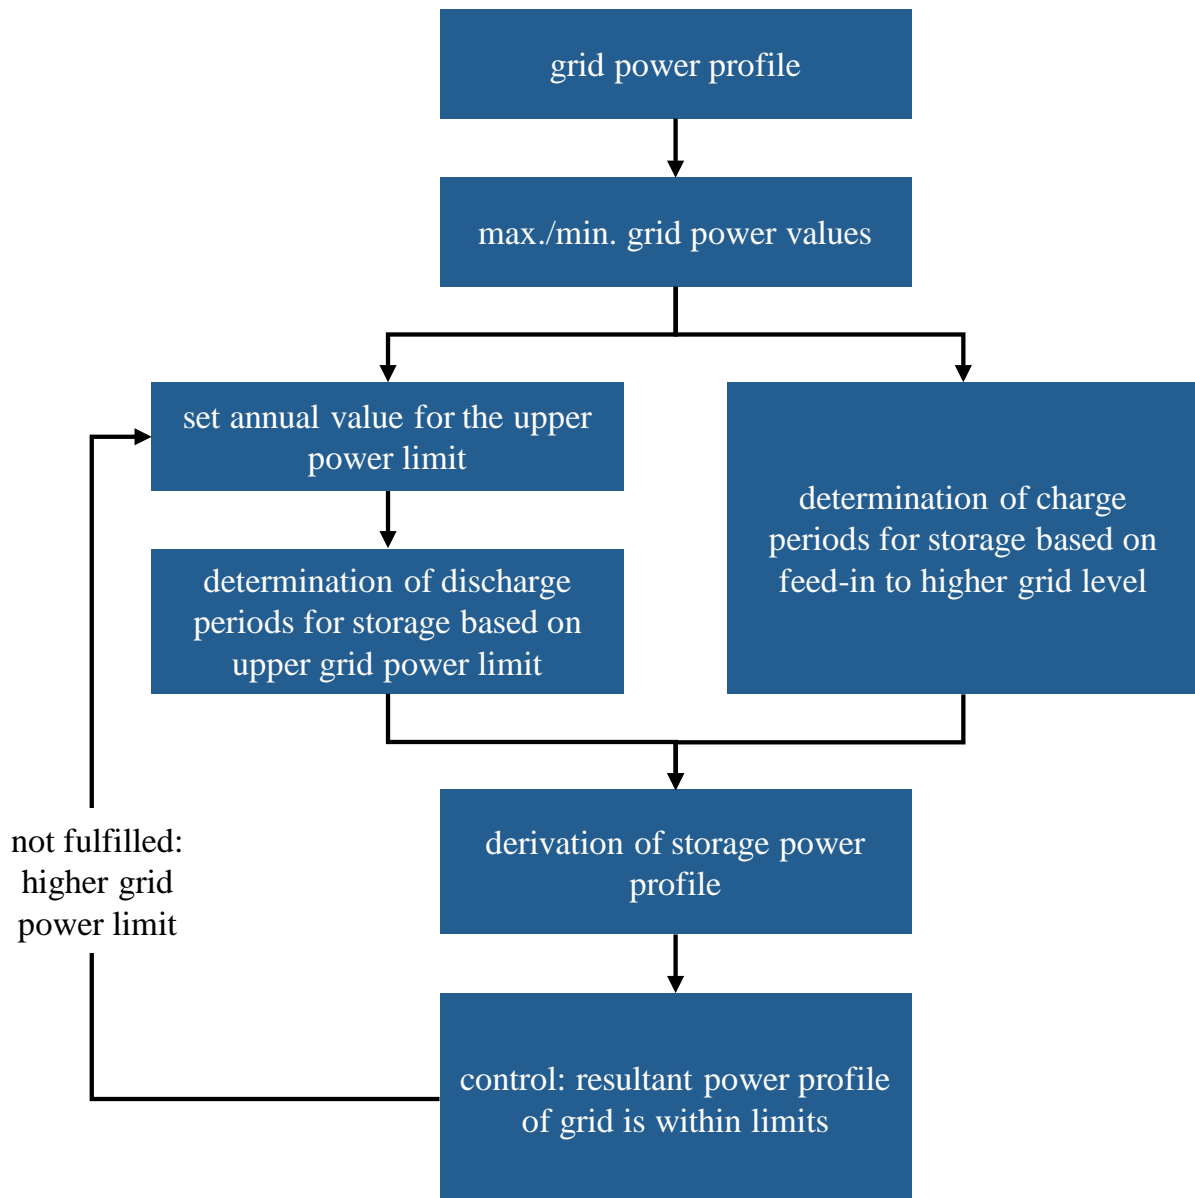 grid power profile
max./min. grid power values
set annual value for the upper
power limit
determination of charge
periods for storage based on
feed-in to higher grid level
determination of discharge
periods for storage based on
upper grid power limit
derivation of storage power
profile
not fulfilled:
higher grid
power limit
control: resultant power profile
of grid is within limits